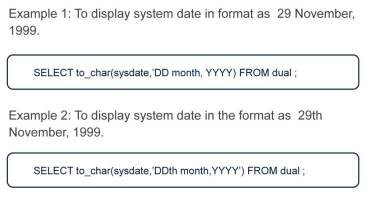 Example 1: To display system date in format as 29 November,
1999.
SELECT to_char(sysdate,'DD month, YYYY) FROM dual ;
Example 2: To display system date in the format as 29th
November, 1999.
SELECT to_char(sysdate,'DDth month,YYYY') FROM dual ;